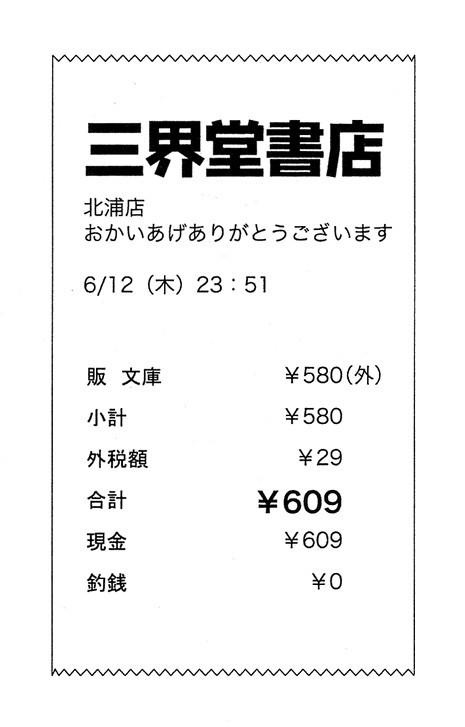 三界堂書店
北浦店
おかいあげありがとうございます
6/12（木）23：51
販 文庫 ¥580（外）
小計 ¥580
外税額 ¥29
合計 ¥609
現金 ¥609
釣銭 ¥0